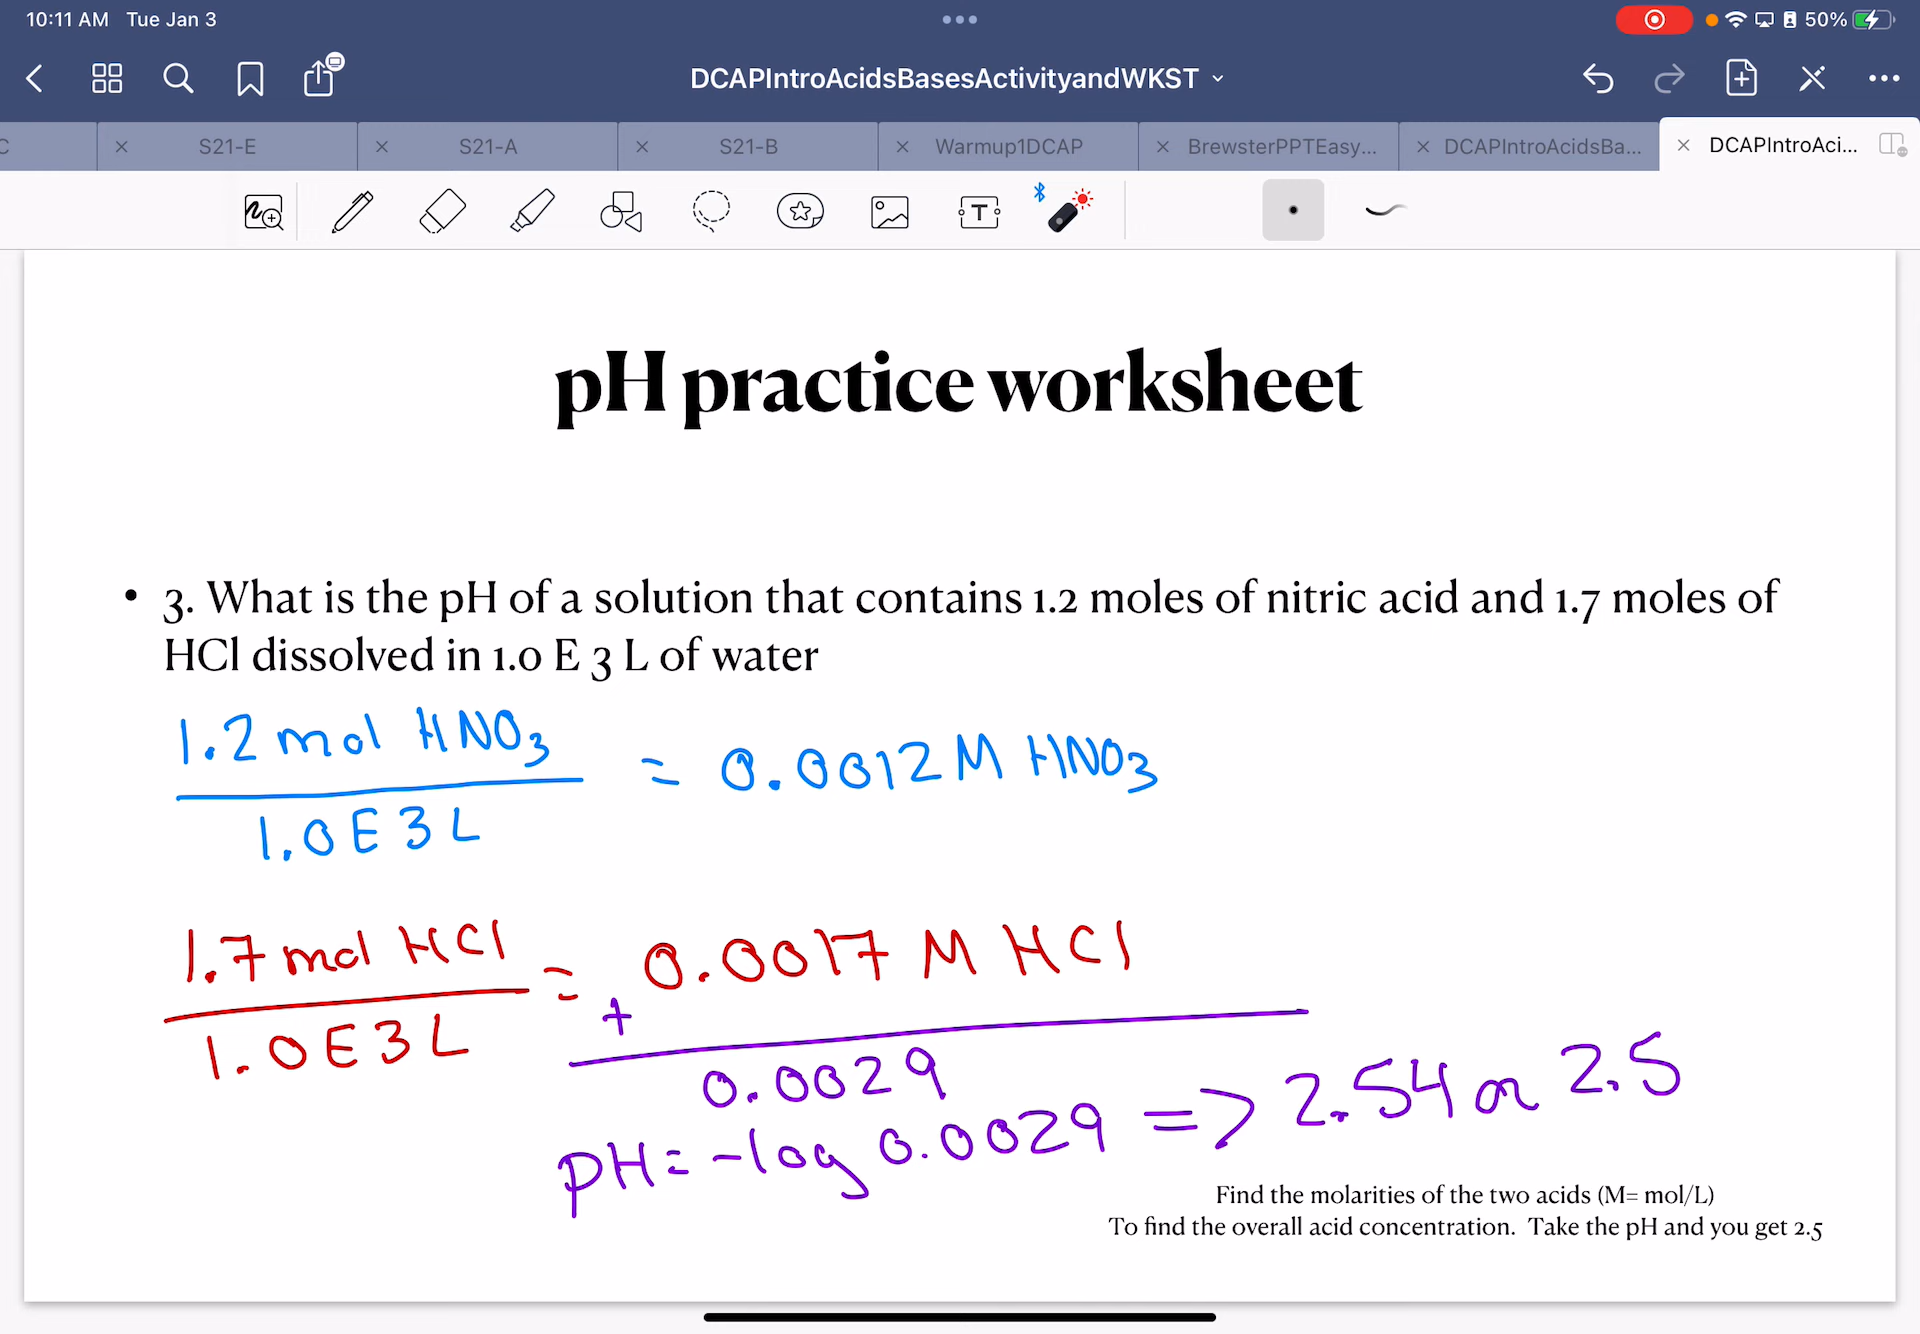 10:11 AM Tue Jan 3
50%
DCAPIntroAcidsBasesActivityandWKST
C
S21-E
S21-A
S21-B
Warmup1DCAP
BrewsterPPTEasy...
DCAPIntroAcidsBa...
DCAPIntroAci...
T
pH practice worksheet
• 3. What is the pH of a solution that contains 1.2 moles of nitric acid and 1.7 moles of
HCl dissolved in 1.0 E 3 L of water
1.2 mol HNO3
= 0.0012 M HNO3
1.0 E 3 L
1.7 mol HCl
= 0.0017 M HCl
1.0 E 3 L
+
0.0029
pH = -log 0.0029 => 2.54 or 2.5
Find the molarities of the two acids (M= mol/L)
To find the overall acid concentration. Take the pH and you get 2.5